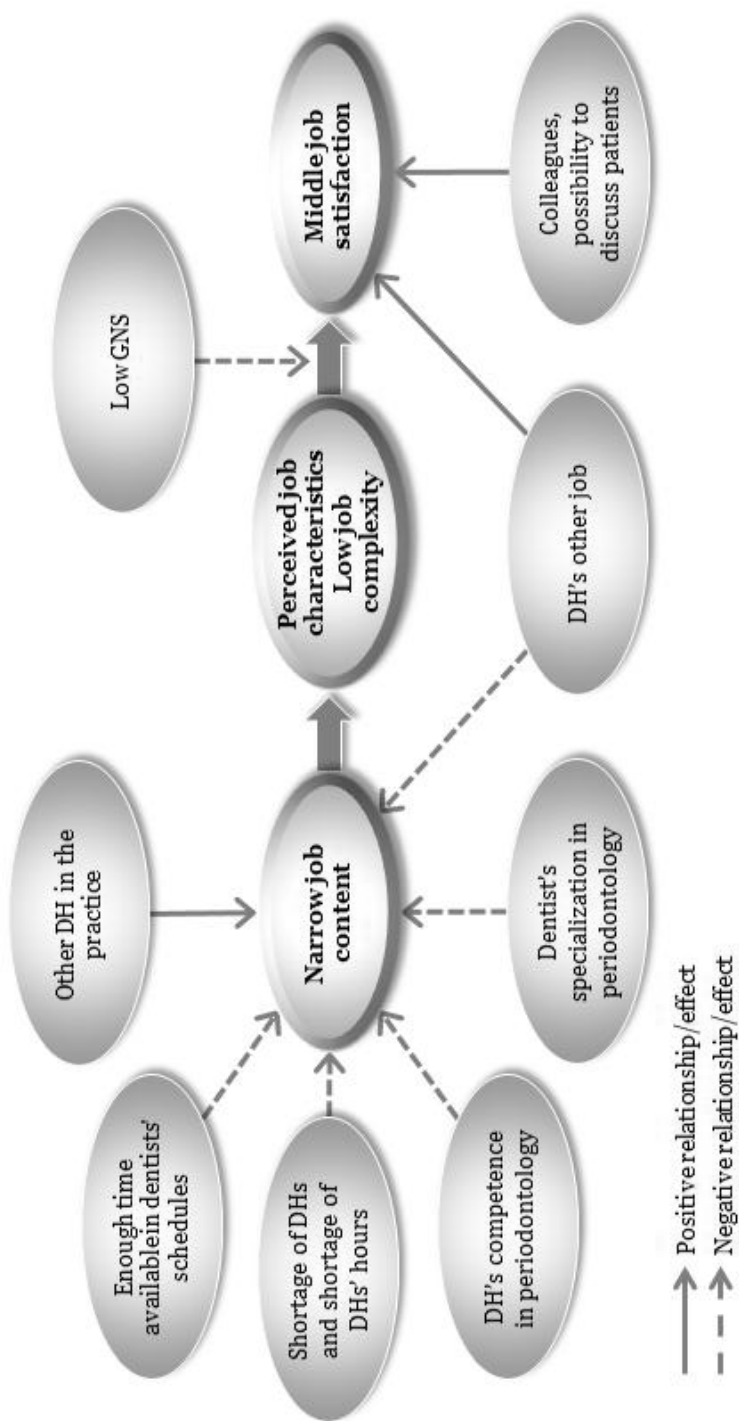 Enough time
available in dentists'
schedules
Other DH in the
practice
Low GNS
Shortage of DHs
and shortage of
DHs' hours
Narrow job
content
Perceived job
characteristics
Low job
complexity
Middle job
satisfaction
DH's competence
in periodontology
Dentist's
specialization in
periodontology
DH's other job
Colleagues,
possibility to
discuss patients
Positive relationship/effect
Negative relationship/effect